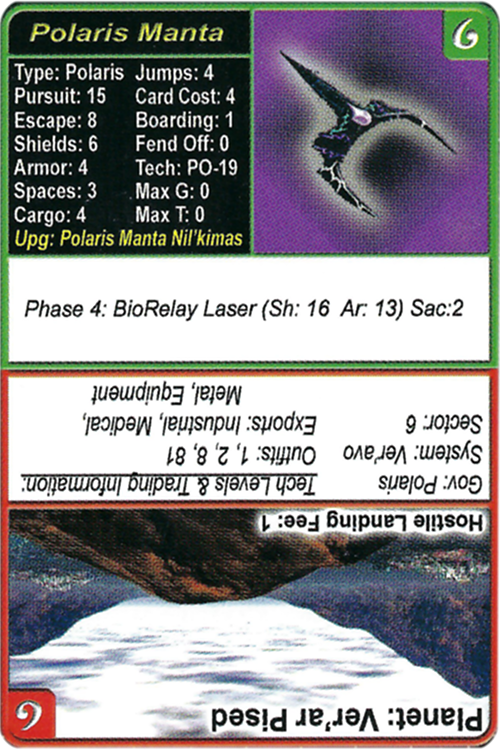 Polaris Manta
6
Type: Polaris Jumps: 4
Pursuit: 15 Card Cost: 4
Escape: 8 Boarding: 1
Shields: 6 Fend Off: 0
Armor: 4 Tech: PO-19
Spaces: 3 Max G: 0
Cargo: 4 Max T: 0
Upg: Polaris Manta Nil'kimas
Phase 4: BioRelay Laser (Sh: 16 Ar: 13) Sac:2
Planet: Ver'ar Pised
6
Hostile Landing Fee: 1
Gov: Polaris
System: Ver'avo
Sector: 6
Tech Levels & Trading Information:
Outfits: 1, 2, 8, 81
Exports: Industrial, Medical,
Metal, Equipment